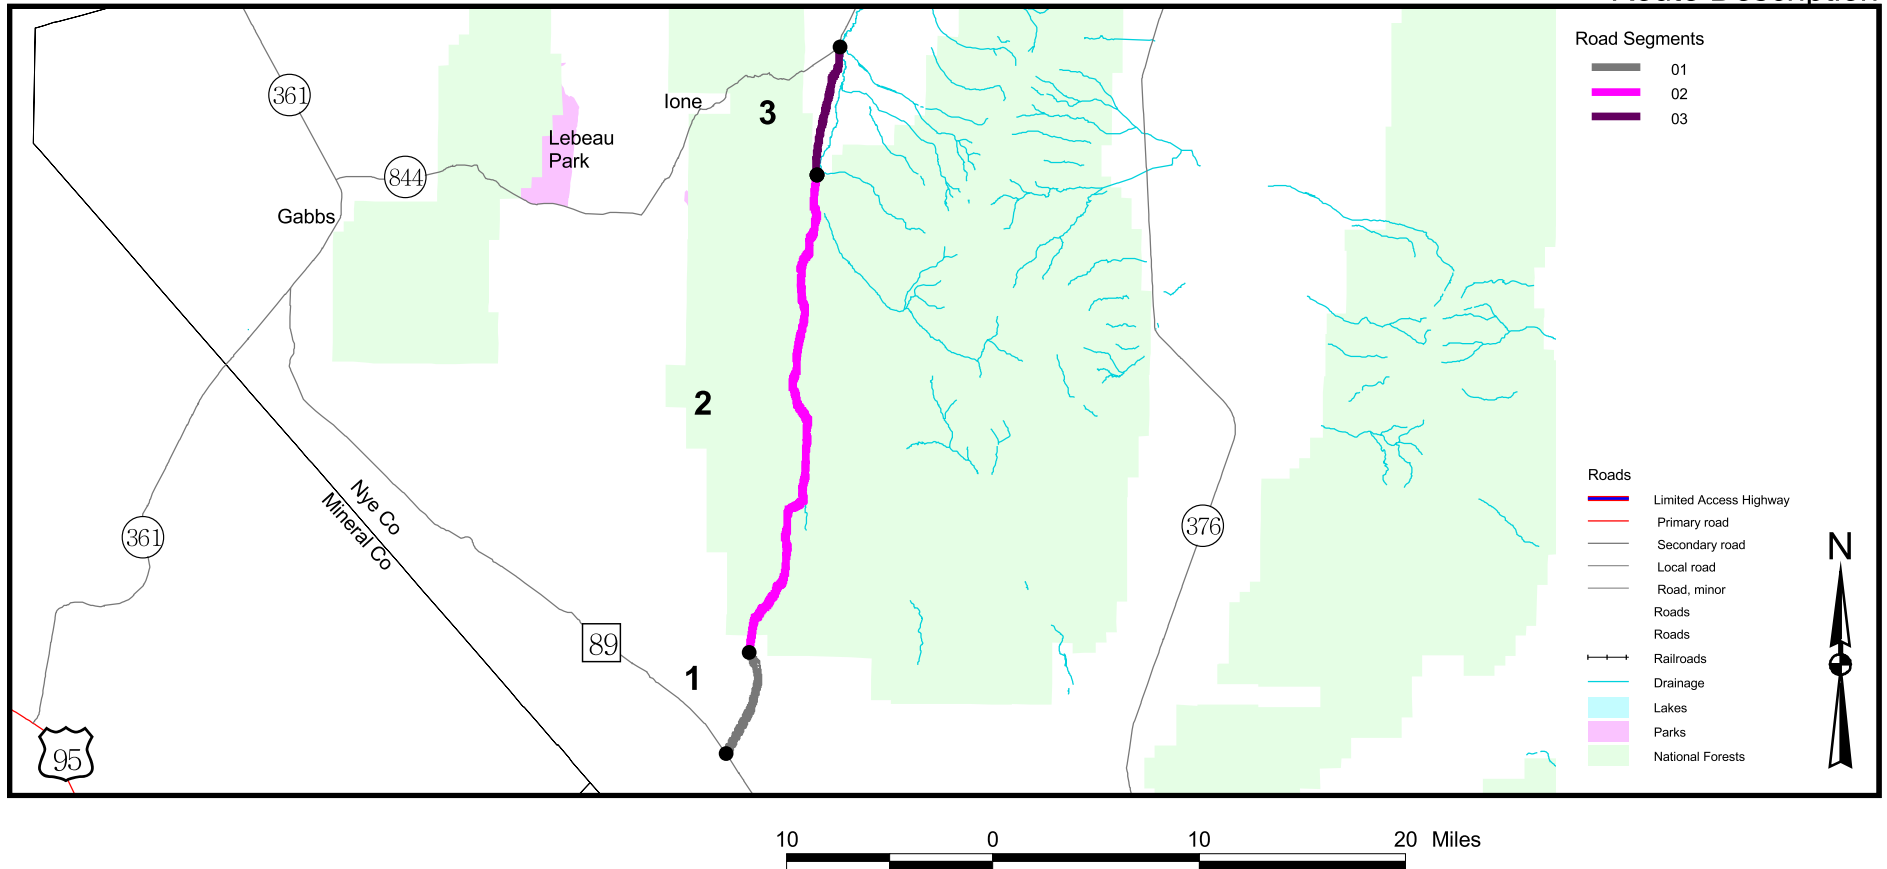 Route Description
Road Segments
01
02
03
361
Ione
3
Lebeau
Park
844
Gabbs
2
Nye Co
Mineral Co
361
376
89
1
95
Roads
Limited Access Highway
Primary road
Secondary road
Local road
Road, minor
Roads
Roads
Railroads
Drainage
Lakes
Parks
National Forests
N
10 0 10 20 Miles